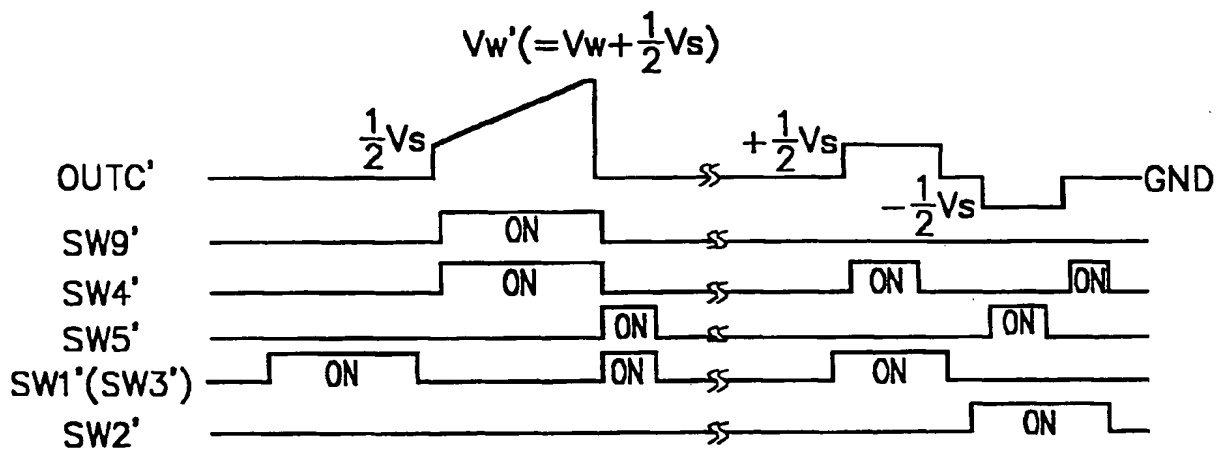 Vw'(=Vw+1/2Vs)
1/2Vs
+1/2Vs
OUTC'
GND
-1/2Vs
SW9'
ON
SW4'
ON
ON
ON
SW5'
ON
ON
SW1'(SW3')
ON
ON
ON
SW2'
ON